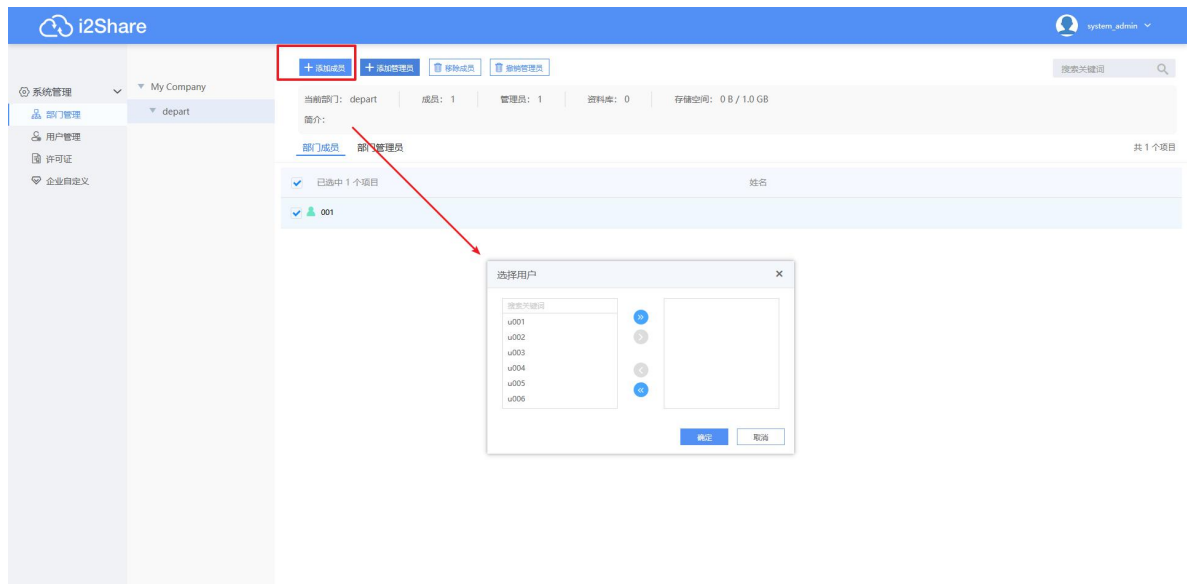 i2Share
system_admin
系统管理
部门管理
用户管理
许可证
企业自定义
My Company
depart
添加成员 添加管理员 移除成员 撤销管理员
搜索关键词
当前部门： depart 成员： 1 管理员： 1 资料库： 0 存储空间： 0 B / 1.0 GB
简介：
部门成员 部门管理员 共 1 个项目
已选中 1 个项目 姓名
001
选择用户 ×
搜索关键词
u001
u002
u003
u004
u005
u006
确定 取消